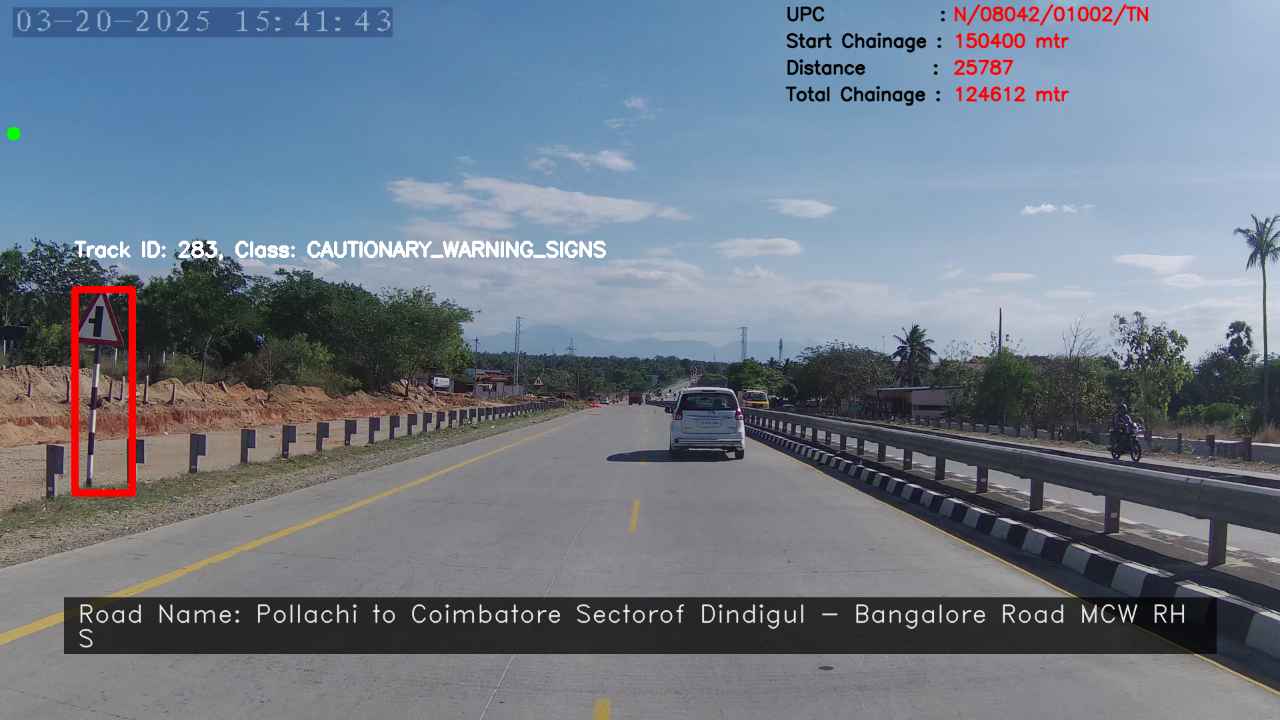 03-20-2025 15:41:43
UPC : N/08042/01002/TN
Start Chainage : 150400 mtr
Distance : 25787
Total Chainage : 124612 mtr
Track ID: 283, Class: CAUTIONARY_WARNING_SIGNS
Road Name: Pollachi to Coimbatore Sectorof Dindigul - Bangalore Road MCW RH
S